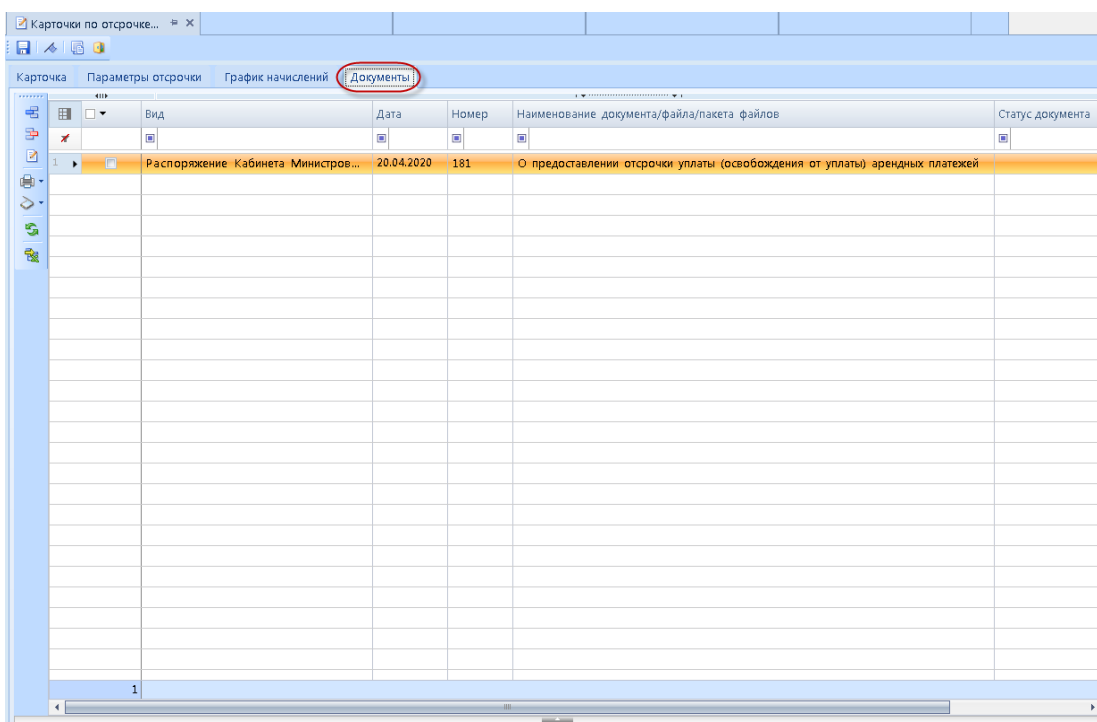 Карточки по отсрочке...
Карточка Параметры отсрочки График начислений Документы
Вид Дата Номер Наименование документа/файла/пакета файлов Статус документа
1 Распоряжение Кабинета Министров... 20.04.2020 181 О предоставлении отсрочки уплаты (освобождения от уплаты) арендных платежей
1